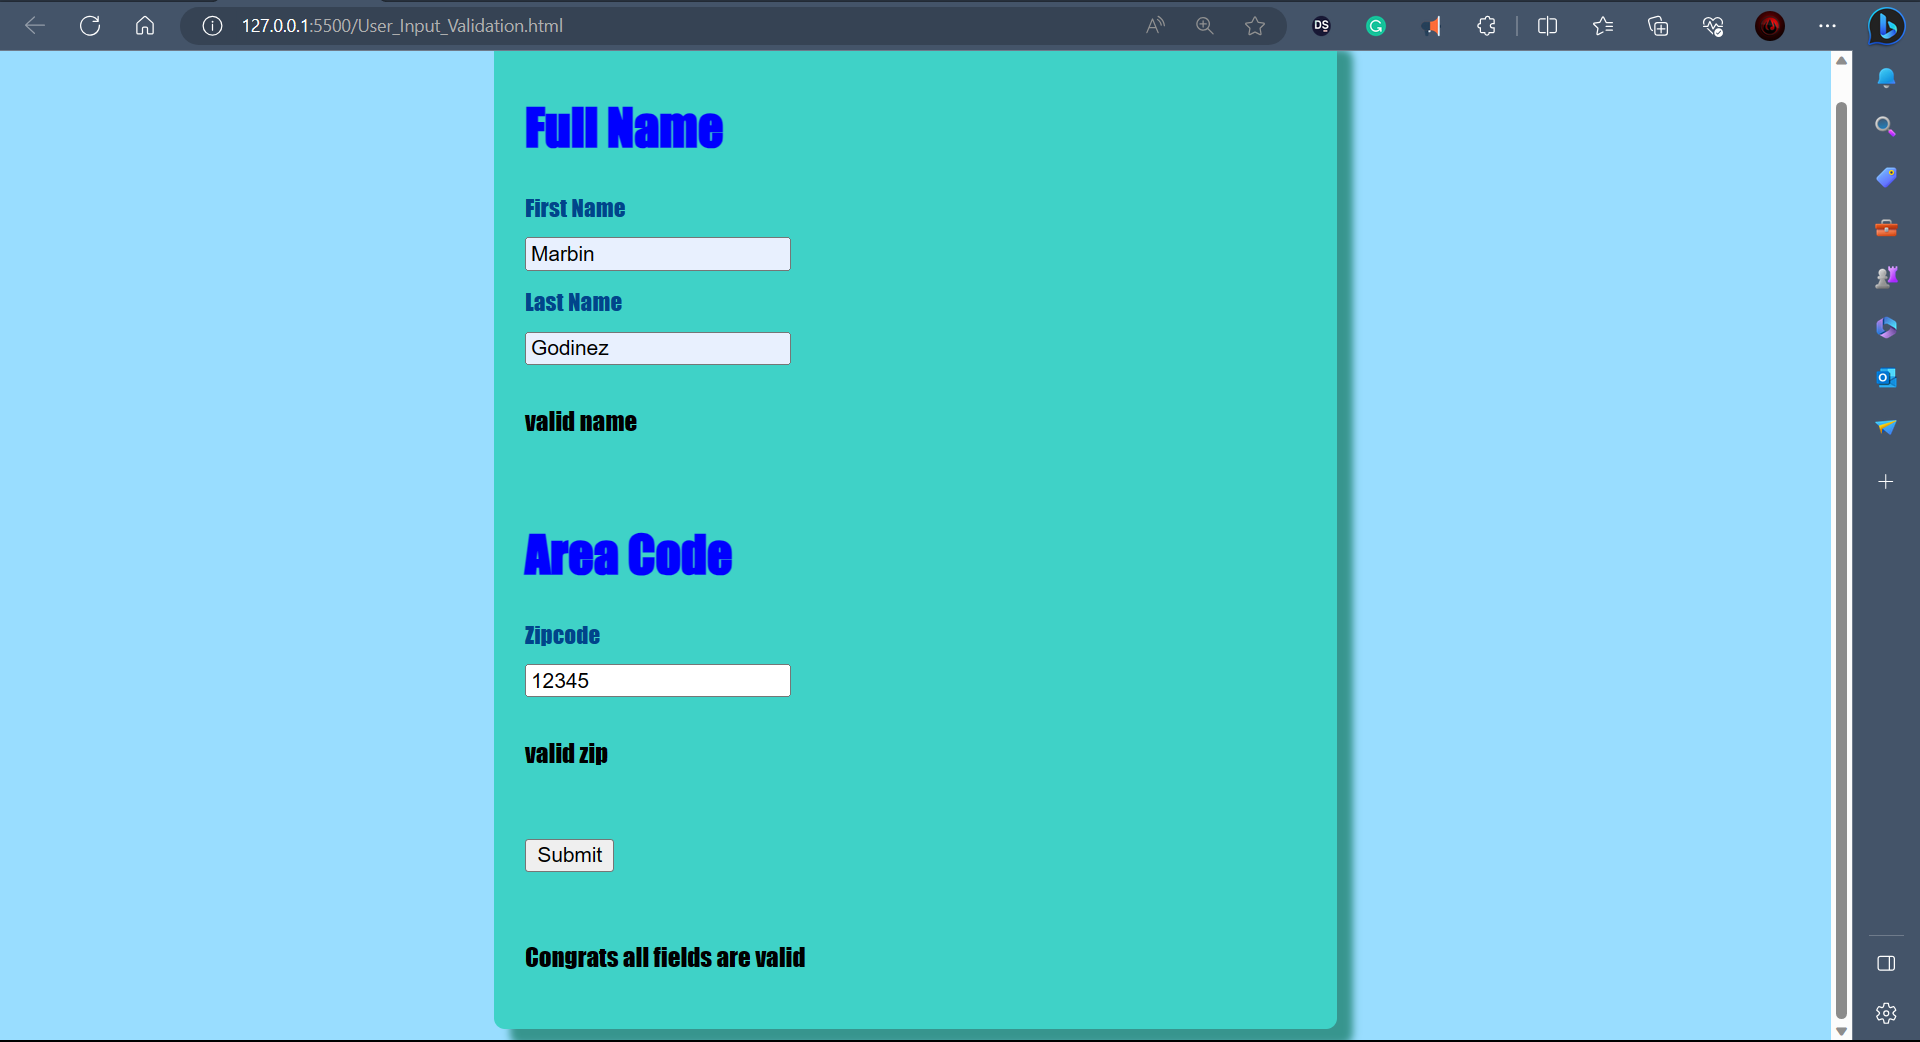 127.0.0.1:5500/User_Input_Validation.html
Full Name
First Name
Marbin
Last Name
Godinez
valid name
Area Code
Zipcode
12345
valid zip
Submit
Congrats all fields are valid